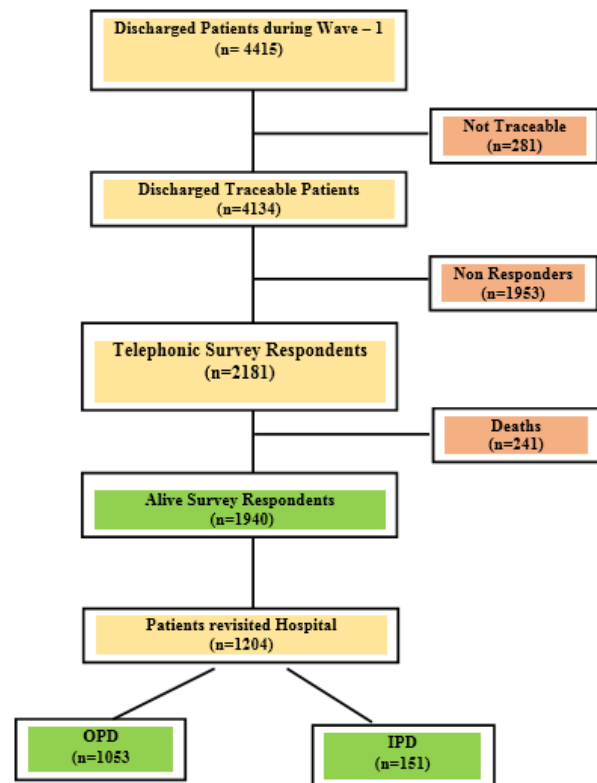 Discharged Patients during Wave – 1
(n= 4415)
Not Traceable
(n=281)
Discharged Traceable Patients
(n=4134)
Non Responders
(n=1953)
Telephonic Survey Respondents
(n=2181)
Deaths
(n=241)
Alive Survey Respondents
(n=1940)
Patients revisited Hospital
(n=1204)
OPD
(n=1053
IPD
(n=151)